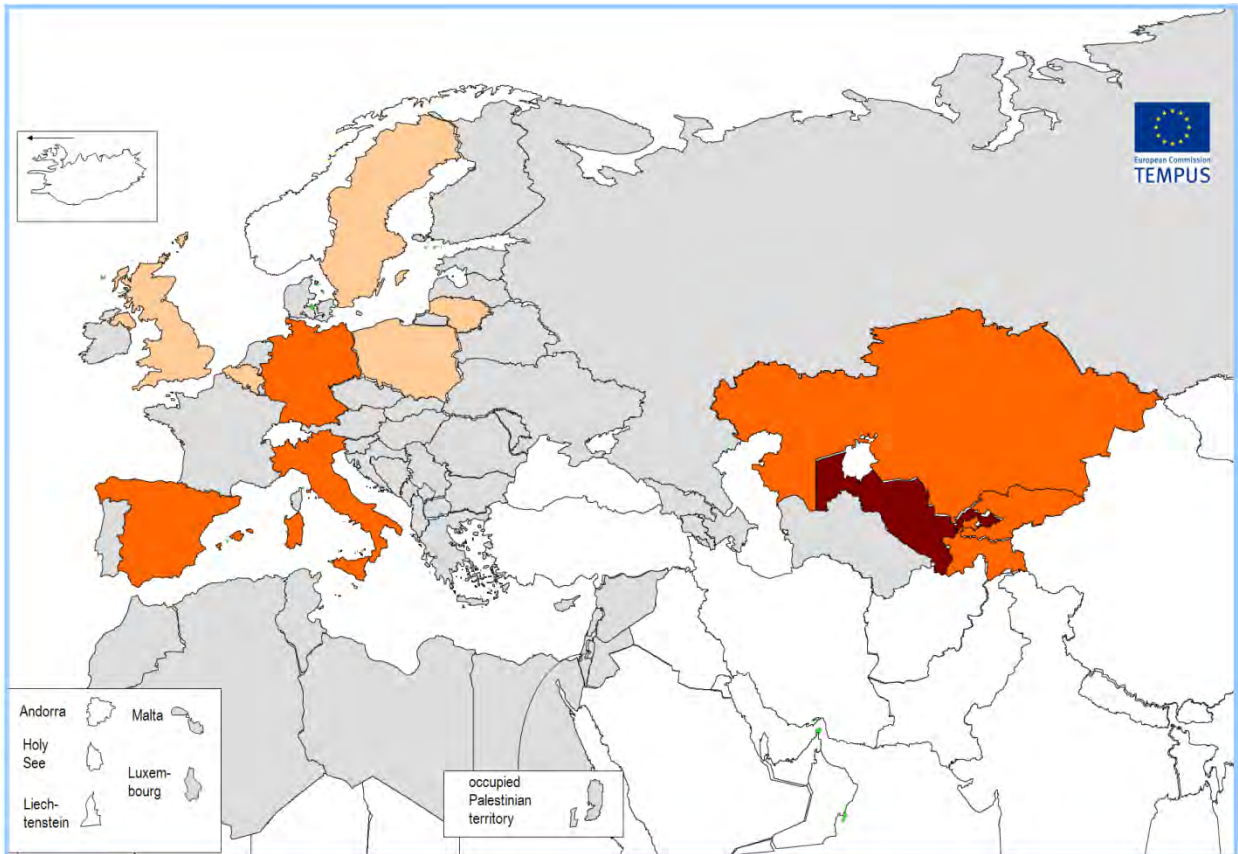 European Commission
TEMPUS
Andorra
Malta
Holy
See
Luxem-
bourg
Liech-
tenstein
occupied
Palestinian
territory